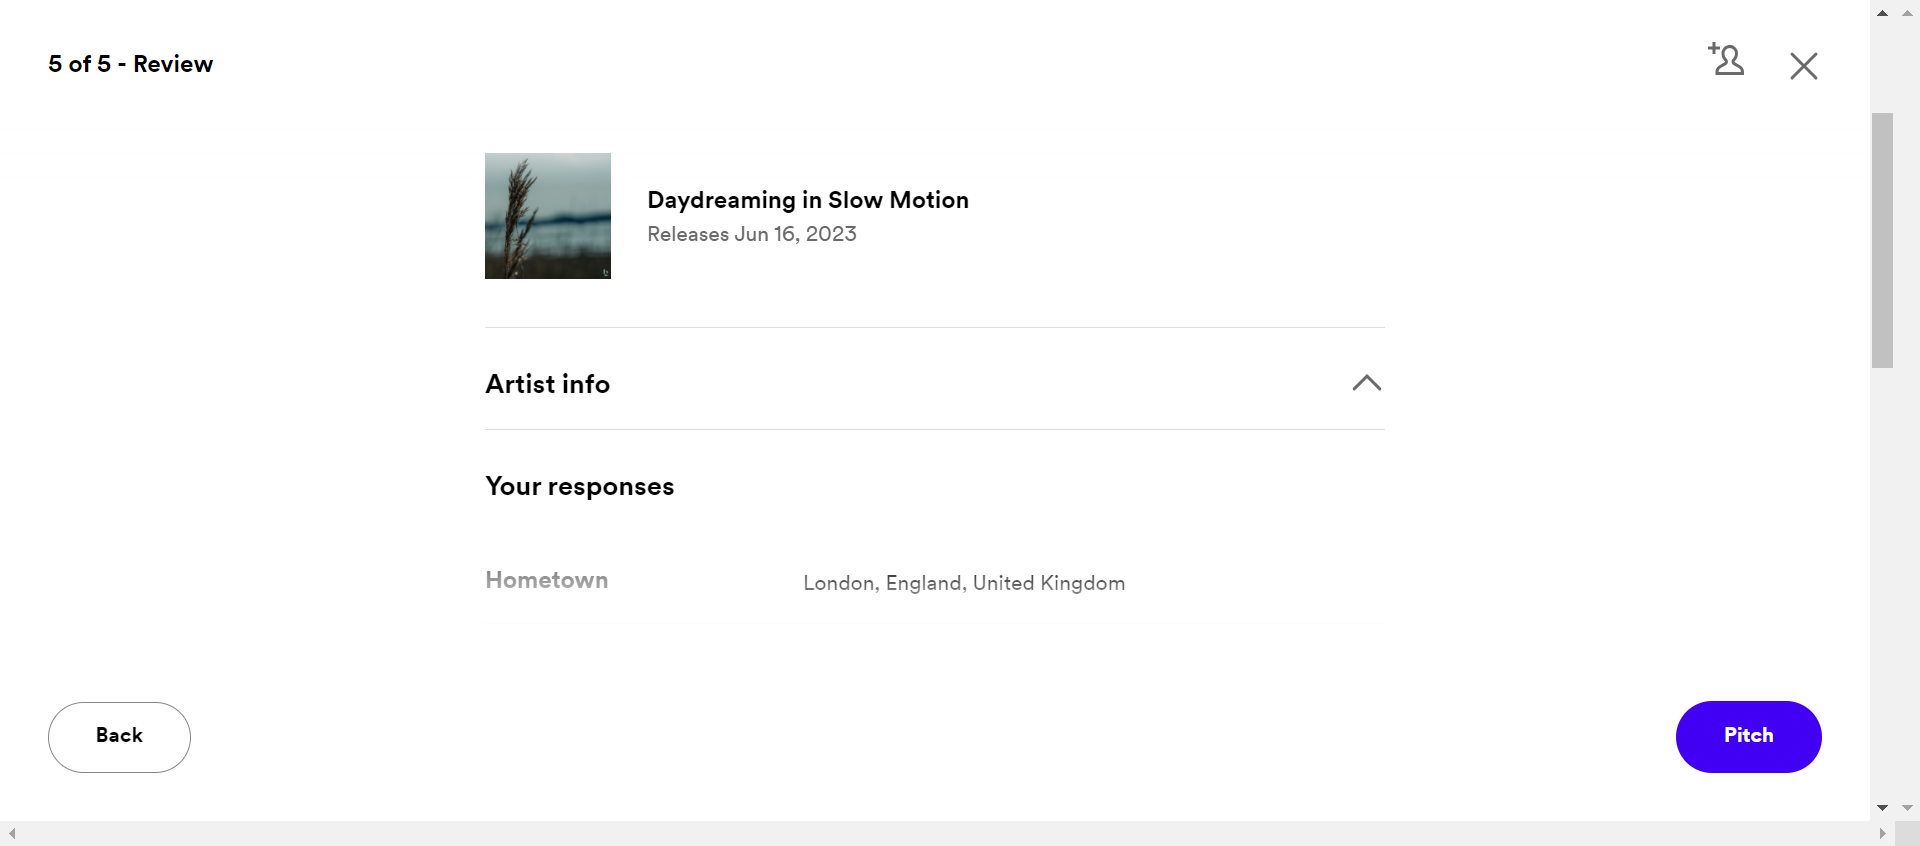 5 of 5 - Review
Daydreaming in Slow Motion
Releases Jun 16, 2023
Artist info
Your responses
Hometown
London, England, United Kingdom
Back
Pitch